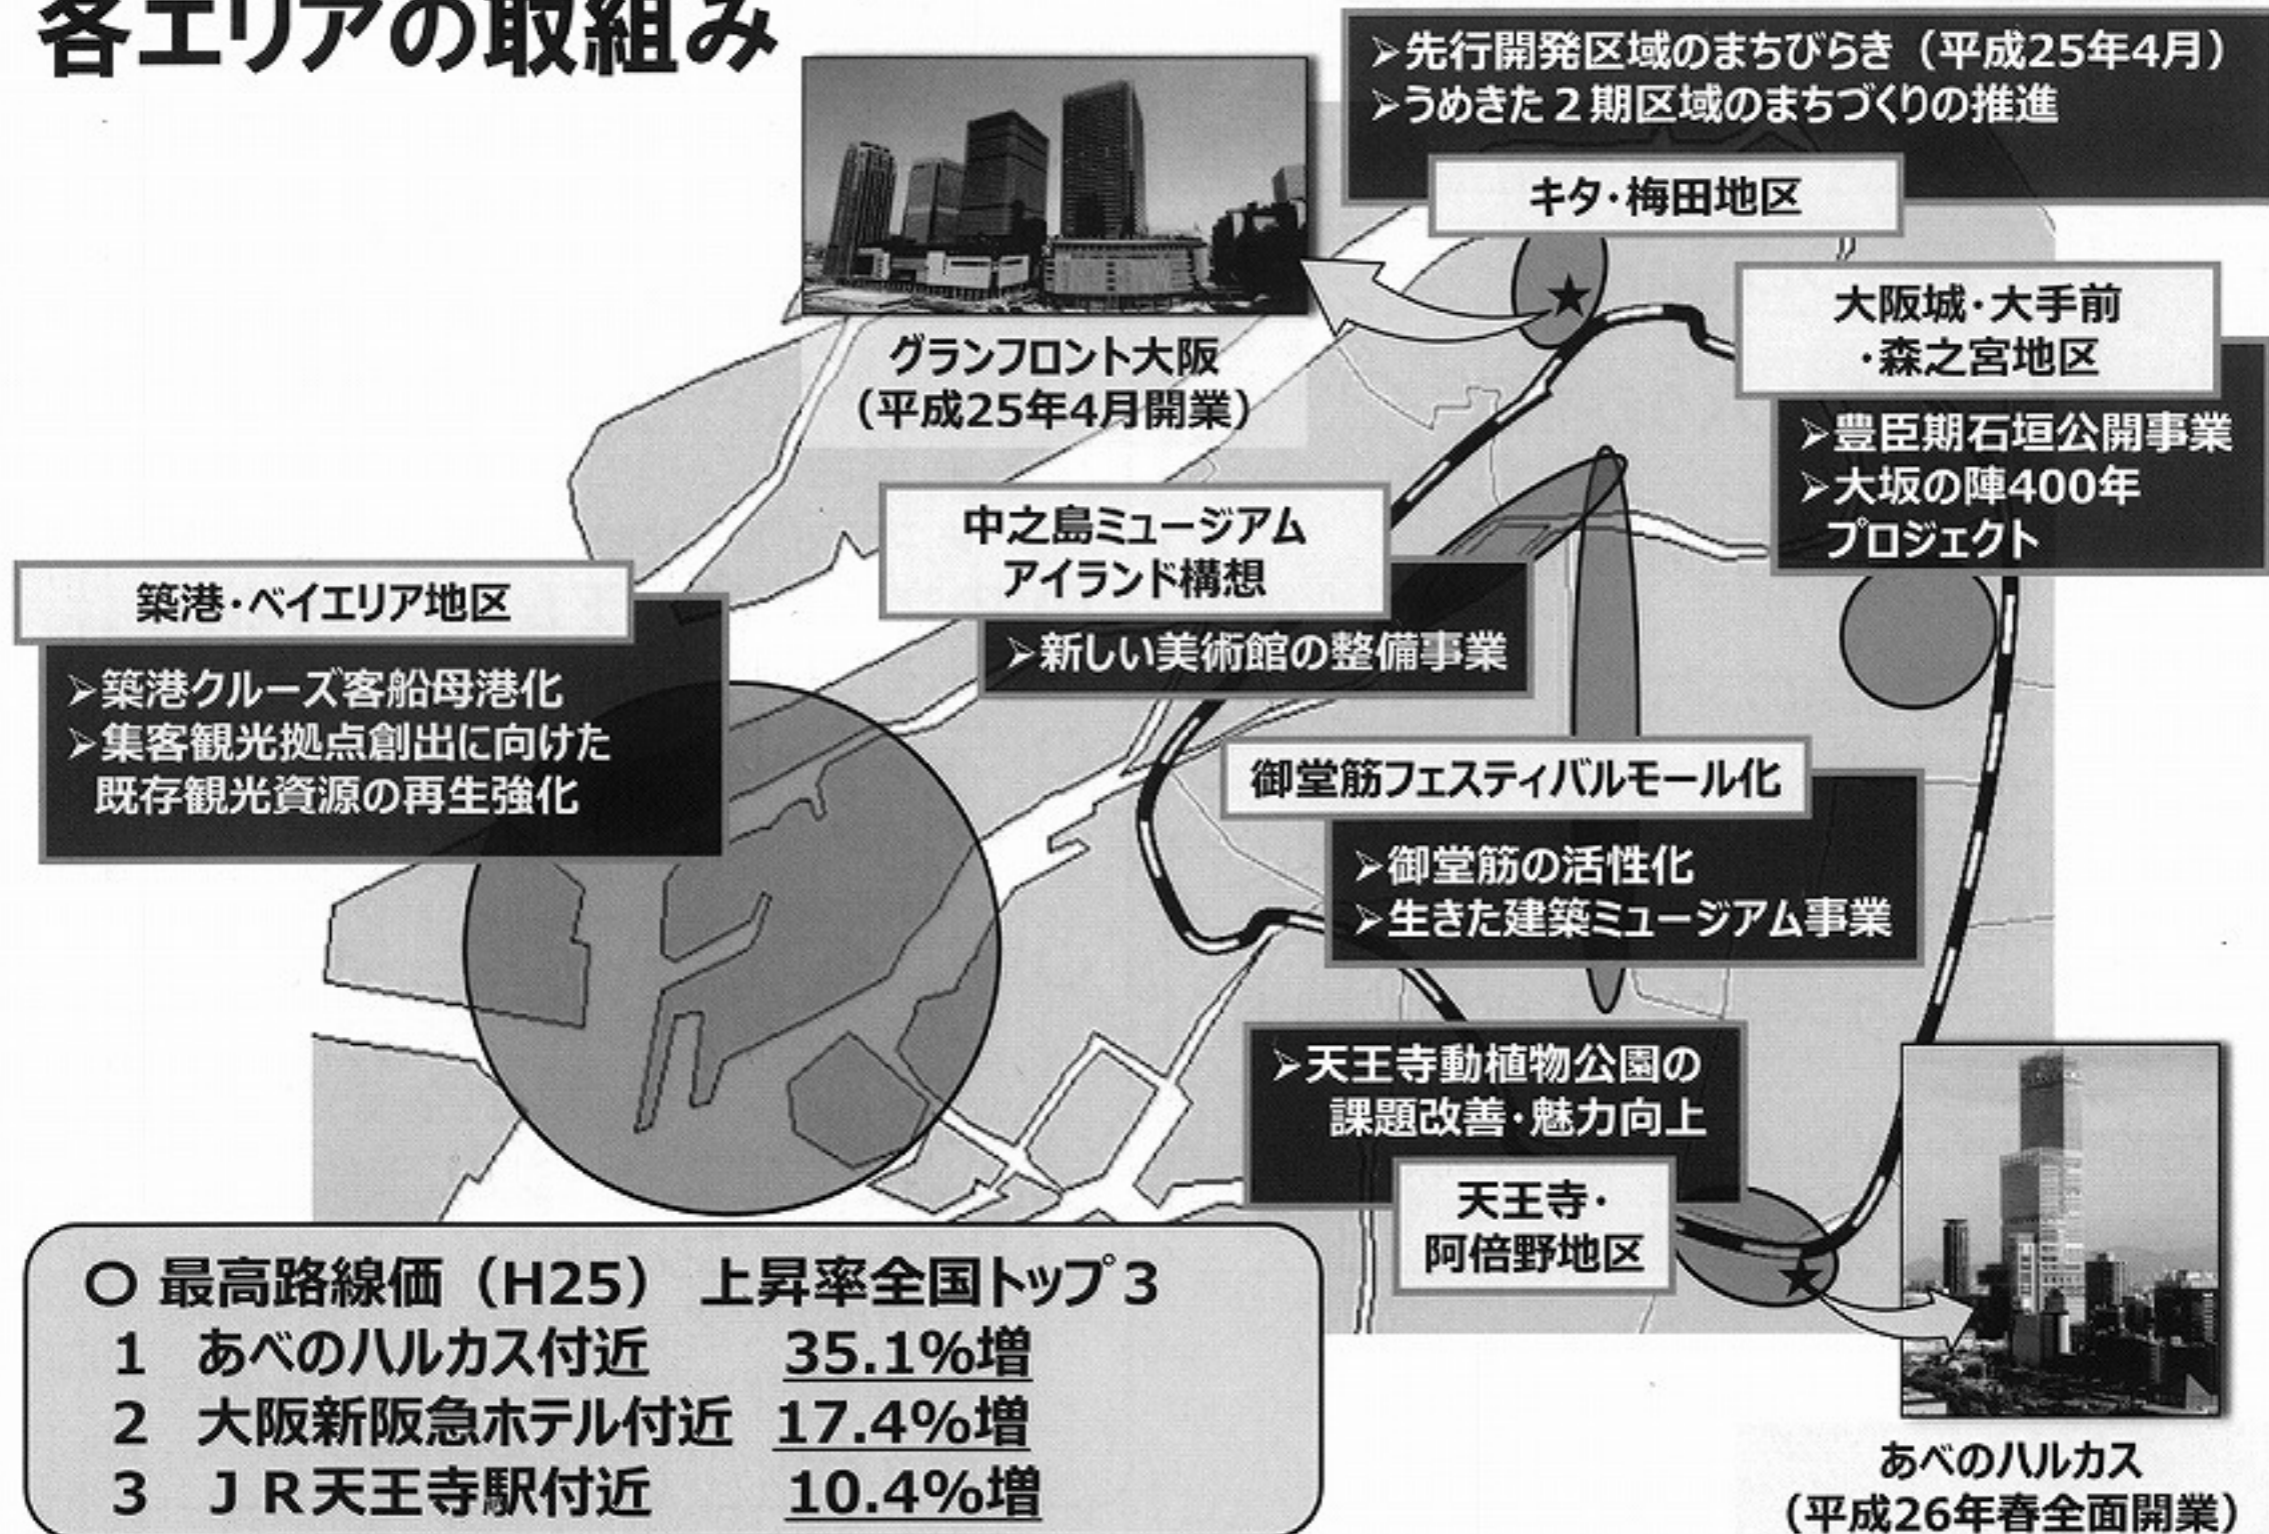 各エリアの取組み
➢先行開発区域のまちびらき（平成25年4月）
➢うめきた２期区域のまちづくりの推進
キタ・梅田地区
グランフロント大阪
（平成25年4月開業）
大阪城・大手前
・森之宮地区
➢豊臣期石垣公開事業
➢大坂の陣400年
プロジェクト
中之島ミュージアム
アイランド構想
➢新しい美術館の整備事業
築港・ベイエリア地区
➢築港クルーズ客船母港化
➢集客観光拠点創出に向けた
既存観光資源の再生強化
御堂筋フェスティバルモール化
➢御堂筋の活性化
➢生きた建築ミュージアム事業
➢天王寺動植物公園の
課題改善・魅力向上
天王寺・
阿倍野地区
〇 最高路線価（H25） 上昇率全国トップ３
1 あべのハルカス付近 35.1%増
2 大阪新阪急ホテル付近 17.4%増
3 ＪＲ天王寺駅付近 10.4%増
あべのハルカス
（平成26年春全面開業）